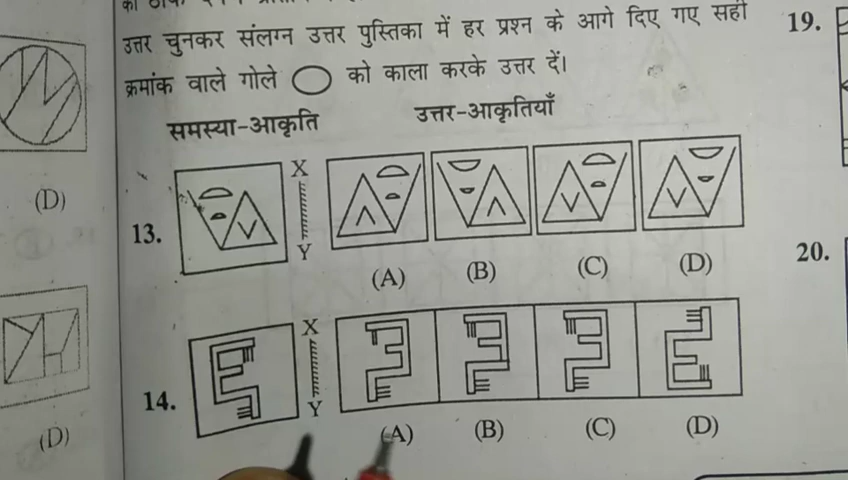 उत्तर चुनकर संलग्न उत्तर पुस्तिका में हर प्रश्न के आगे दिए गए सही
क्रमांक वाले गोले को काला करके उत्तर दें।
समस्या-आकृति उत्तर-आकृतियाँ
13. X Y
(A) (B) (C) (D)
14. X Y
(A) (B) (C) (D)
(D)
(D)
19.
20.